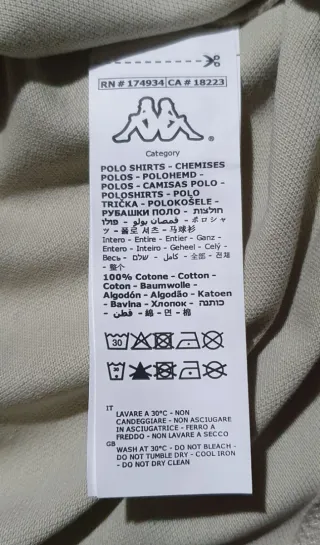 RN # 174934 CA # 18223
Category
POLO SHIRTS - CHEMISES
POLOS - POLOHEMD -
POLOS - CAMISAS POLO -
POLOSHIRTS - POLO
TRIČKA - POLOKOŠELE -
РУБАШКИ ПОЛО - חולצות
פולו - قمصان بولو - ポロシャ
ツ - 폴로 셔츠 - 马球衫
Intero - Entire - Entier - Ganz -
Entero - Inteiro - Geheel - Celý -
Весь - שלם - كامل - 全部 - 전체
- 整个
100% Cotone - Cotton -
Coton - Baumwolle -
Algodón - Algodão - Katoen
- Bavlna - Хлопок - כותנה
- قطن - 綿 - 면 - 棉
30
IT
LAVARE A 30°C - NON
CANDEGGIARE - NON ASCIUGARE
IN ASCIUGATRICE - FERRO A
FREDDO - NON LAVARE A SECCO
GB
WASH AT 30°C - DO NOT BLEACH -
DO NOT TUMBLE DRY - COOL IRON
- DO NOT DRY CLEAN